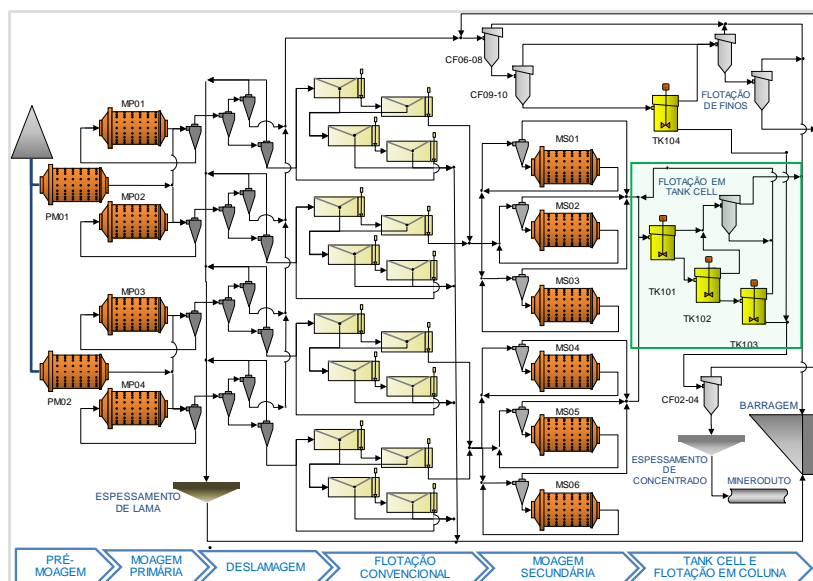 CF06-08
CF09-10
FLOTAÇÃO
DE FINOS
TK104
MP01
PM01
MP02
MP03
PM02
MP04
MS01
MS02
MS03
MS04
MS05
MS06
FLOTAÇÃO EM
TANK CELL
TK101
TK102
TK103
CF02-04
BARRAGEM
ESPESSAMENTO
DE
CONCENTRADO
MINERODUTO
ESPESSAMENTO
DE LAMA
PRÉ-
MOAGEM
MOAGEM
PRIMÁRIA
DESLAMAGEM
FLOTAÇÃO
CONVENCIONAL
MOAGEM
SECUNDÁRIA
TANK CELL E
FLOTAÇÃO EM COLUNA